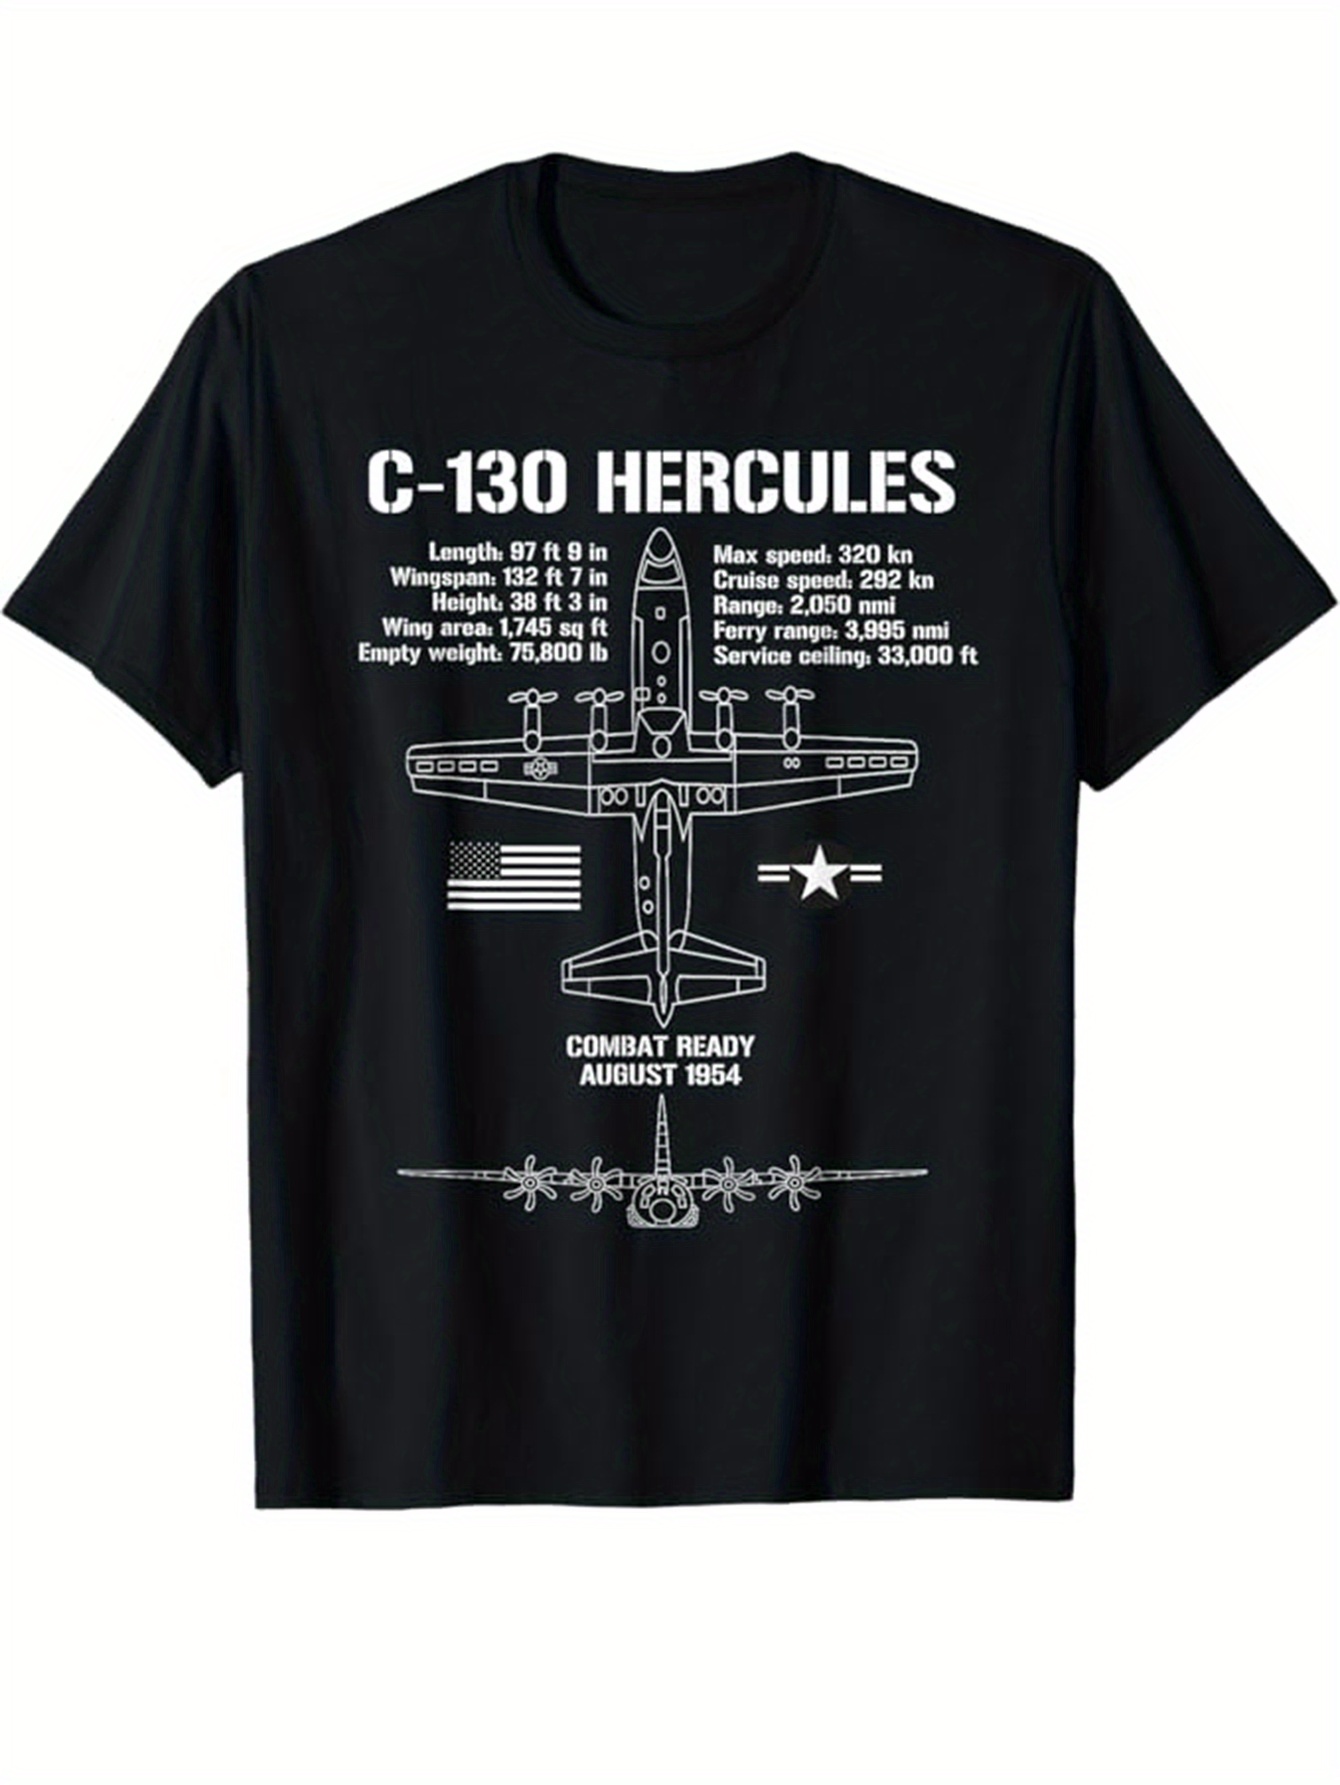 C-130 HERCULES
Length: 97 ft 9 in
Wingspan: 132 ft 7 in
Height: 38 ft 3 in
Wing area: 1,745 sq ft
Empty weight: 75,800 lb
Max speed: 320 kn
Cruise speed: 292 kn
Range: 2,050 nmi
Ferry range: 3,995 nmi
Service ceiling: 33,000 ft
COMBAT READY
AUGUST 1954